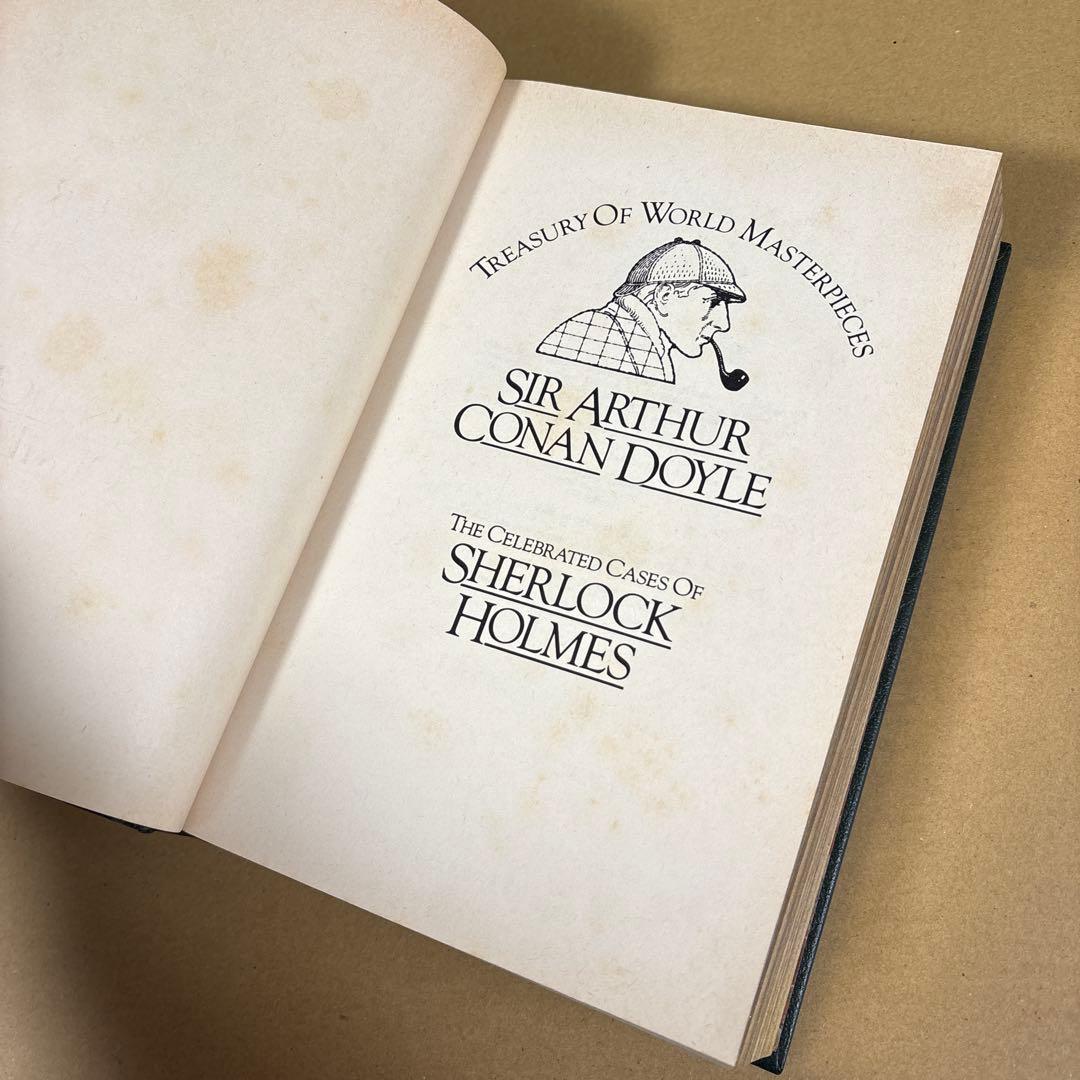 TREASURY OF WORLD MASTERPIECES
SIR ARTHUR
CONAN DOYLE
THE CELEBRATED CASES OF
SHERLOCK
HOLMES